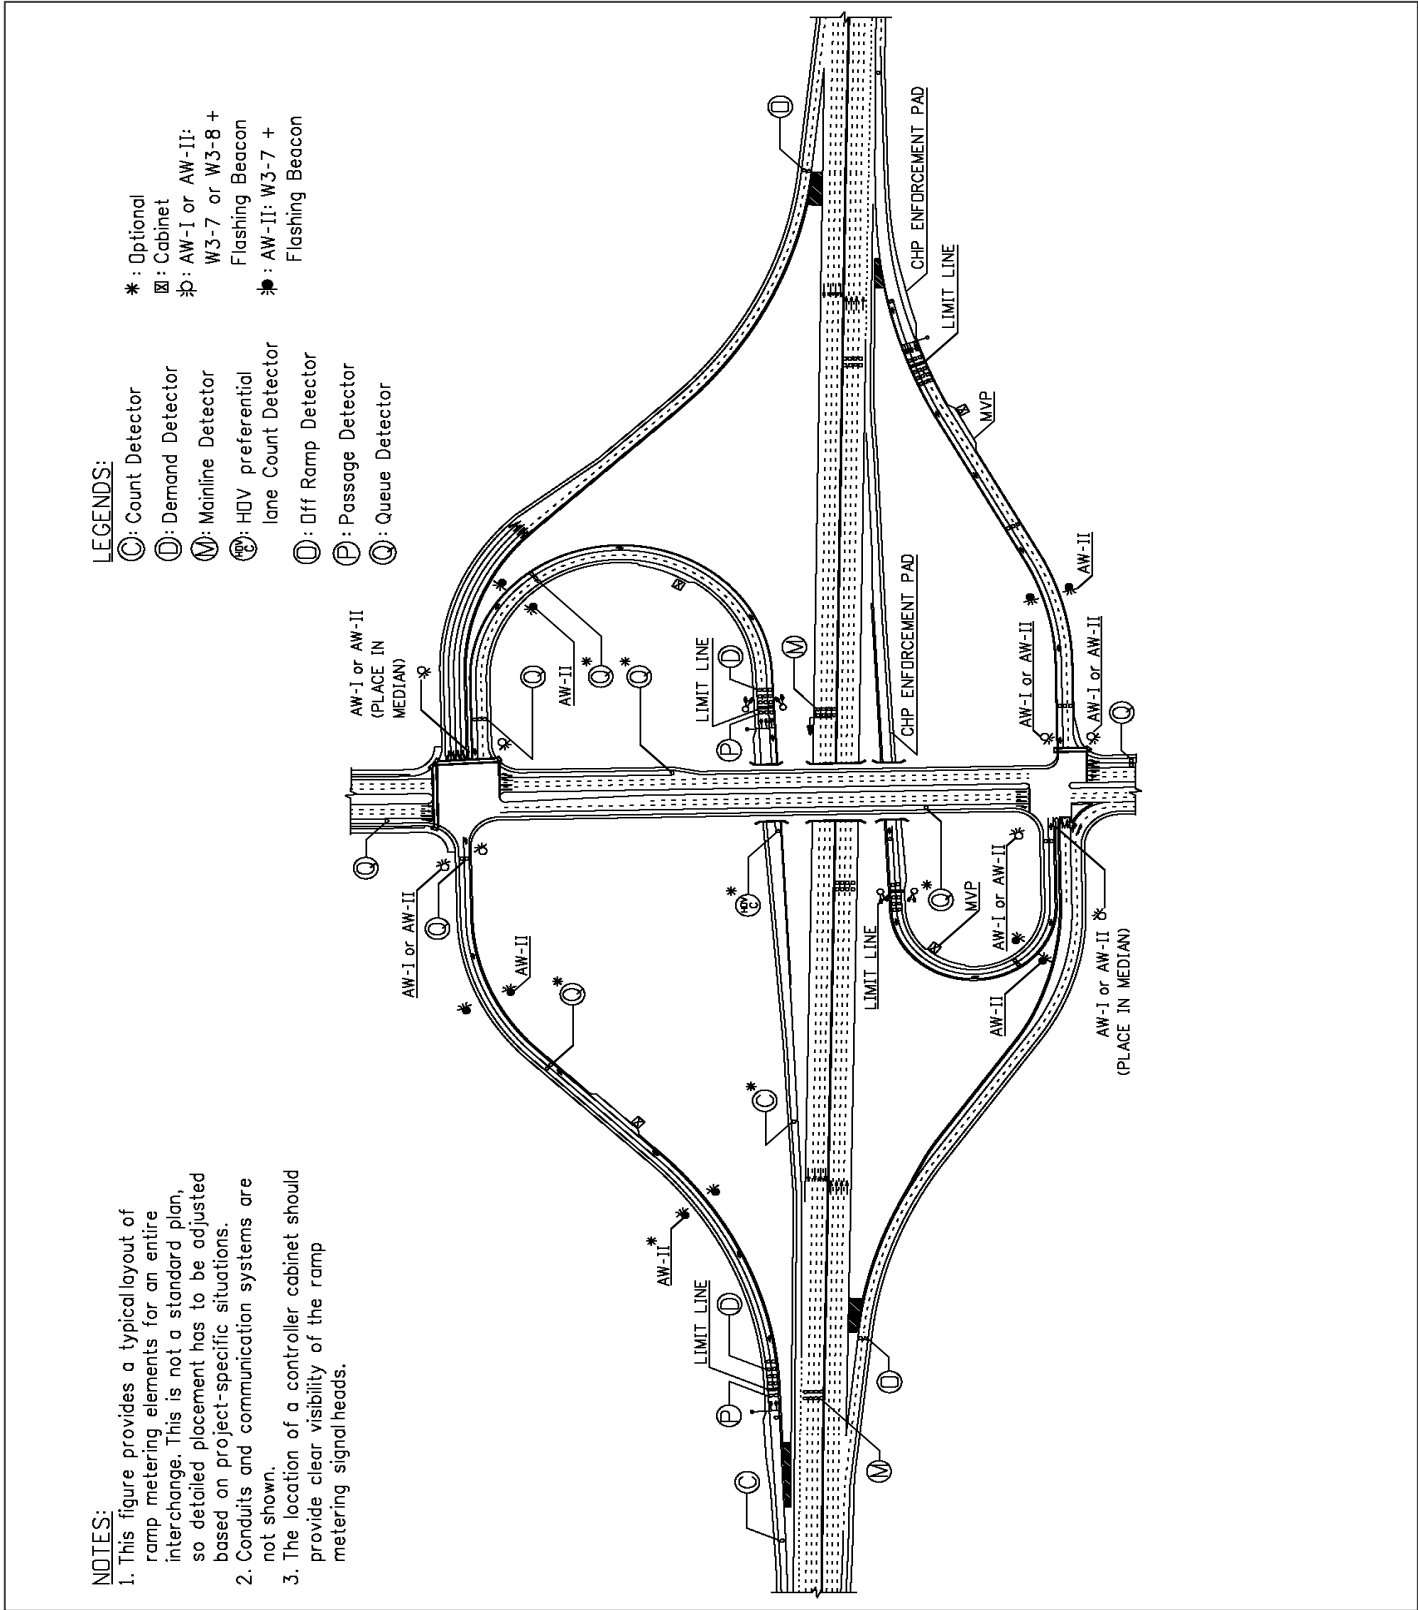 NOTES:
1. This figure provides a typical layout of
ramp metering elements for an entire
interchange. This is not a standard plan,
so detailed placement has to be adjusted
based on project-specific situations.
2. Conduits and communication systems are
not shown.
3. The location of a controller cabinet should
provide clear visibility of the ramp
metering signal heads.
LEGENDS:
C : Count Detector
D : Demand Detector
M : Mainline Detector
HOV C : HOV preferential
lane Count Detector
O : Off Ramp Detector
P : Passage Detector
Q : Queue Detector
* : Optional
: Cabinet
: AW-I or AW-II:
W3-7 or W3-8 +
Flashing Beacon
: AW-II: W3-7 +
Flashing Beacon
AW-I or AW-II
(PLACE IN
MEDIAN)
Q
AW-I or AW-II
Q
AW-II
Q *
Q
AW-II
Q *
Q *
AW-II *
LIMIT LINE
P
D
C
C *
HOV C *
LIMIT LINE
P
D
M
O
M
O
LIMIT LINE
Q *
MVP
AW-I or AW-II
AW-II
AW-I or AW-II
(PLACE IN MEDIAN)
CHP ENFORCEMENT PAD
CHP ENFORCEMENT PAD
LIMIT LINE
MVP
AW-II
AW-I or AW-II
AW-I or AW-II
Q